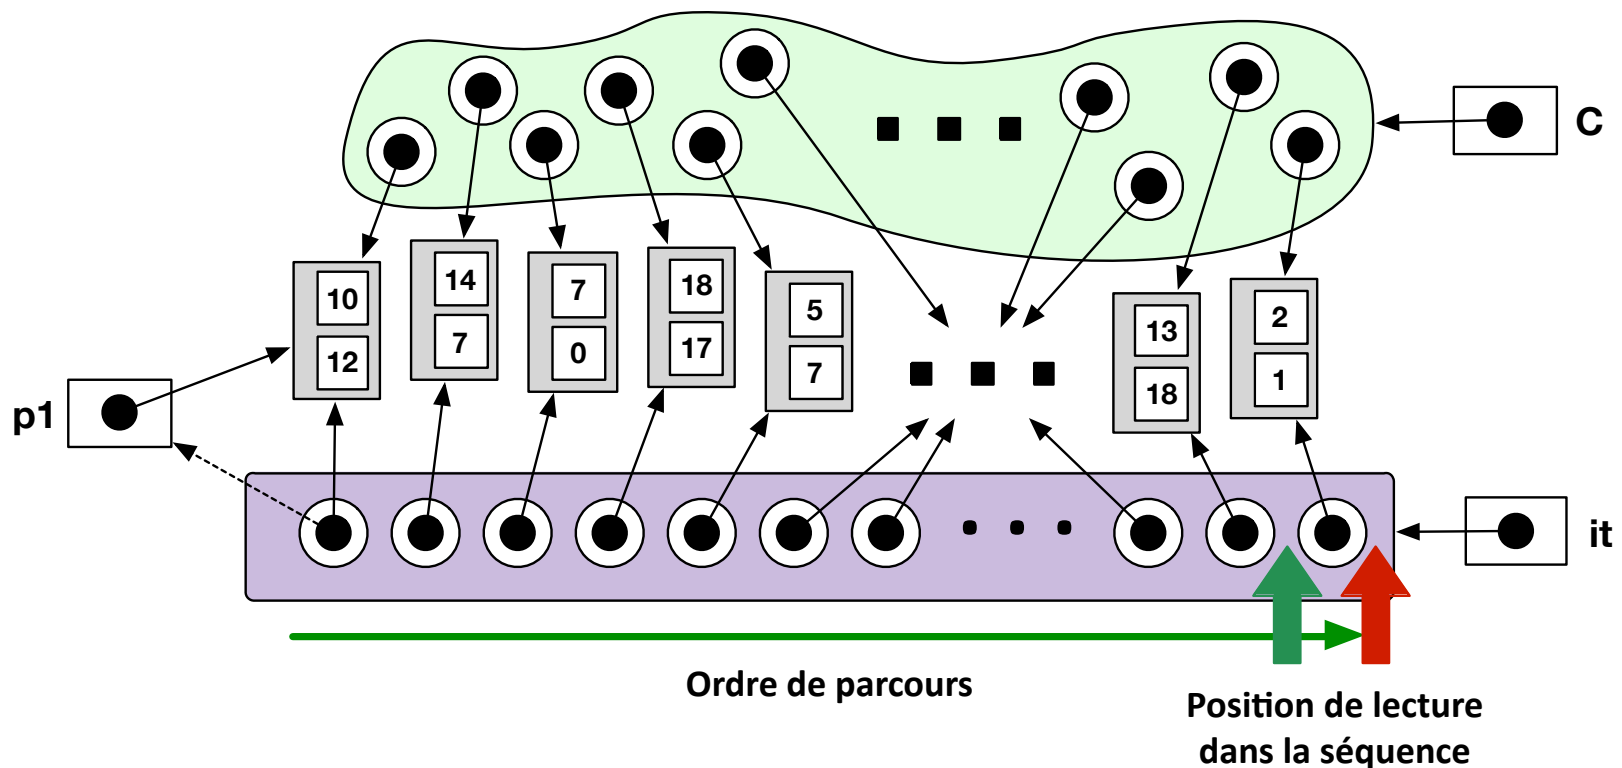 C
10
12
14
7
7
0
18
17
5
7
13
18
2
1
p1
it
Ordre de parcours
Position de lecture
dans la séquence